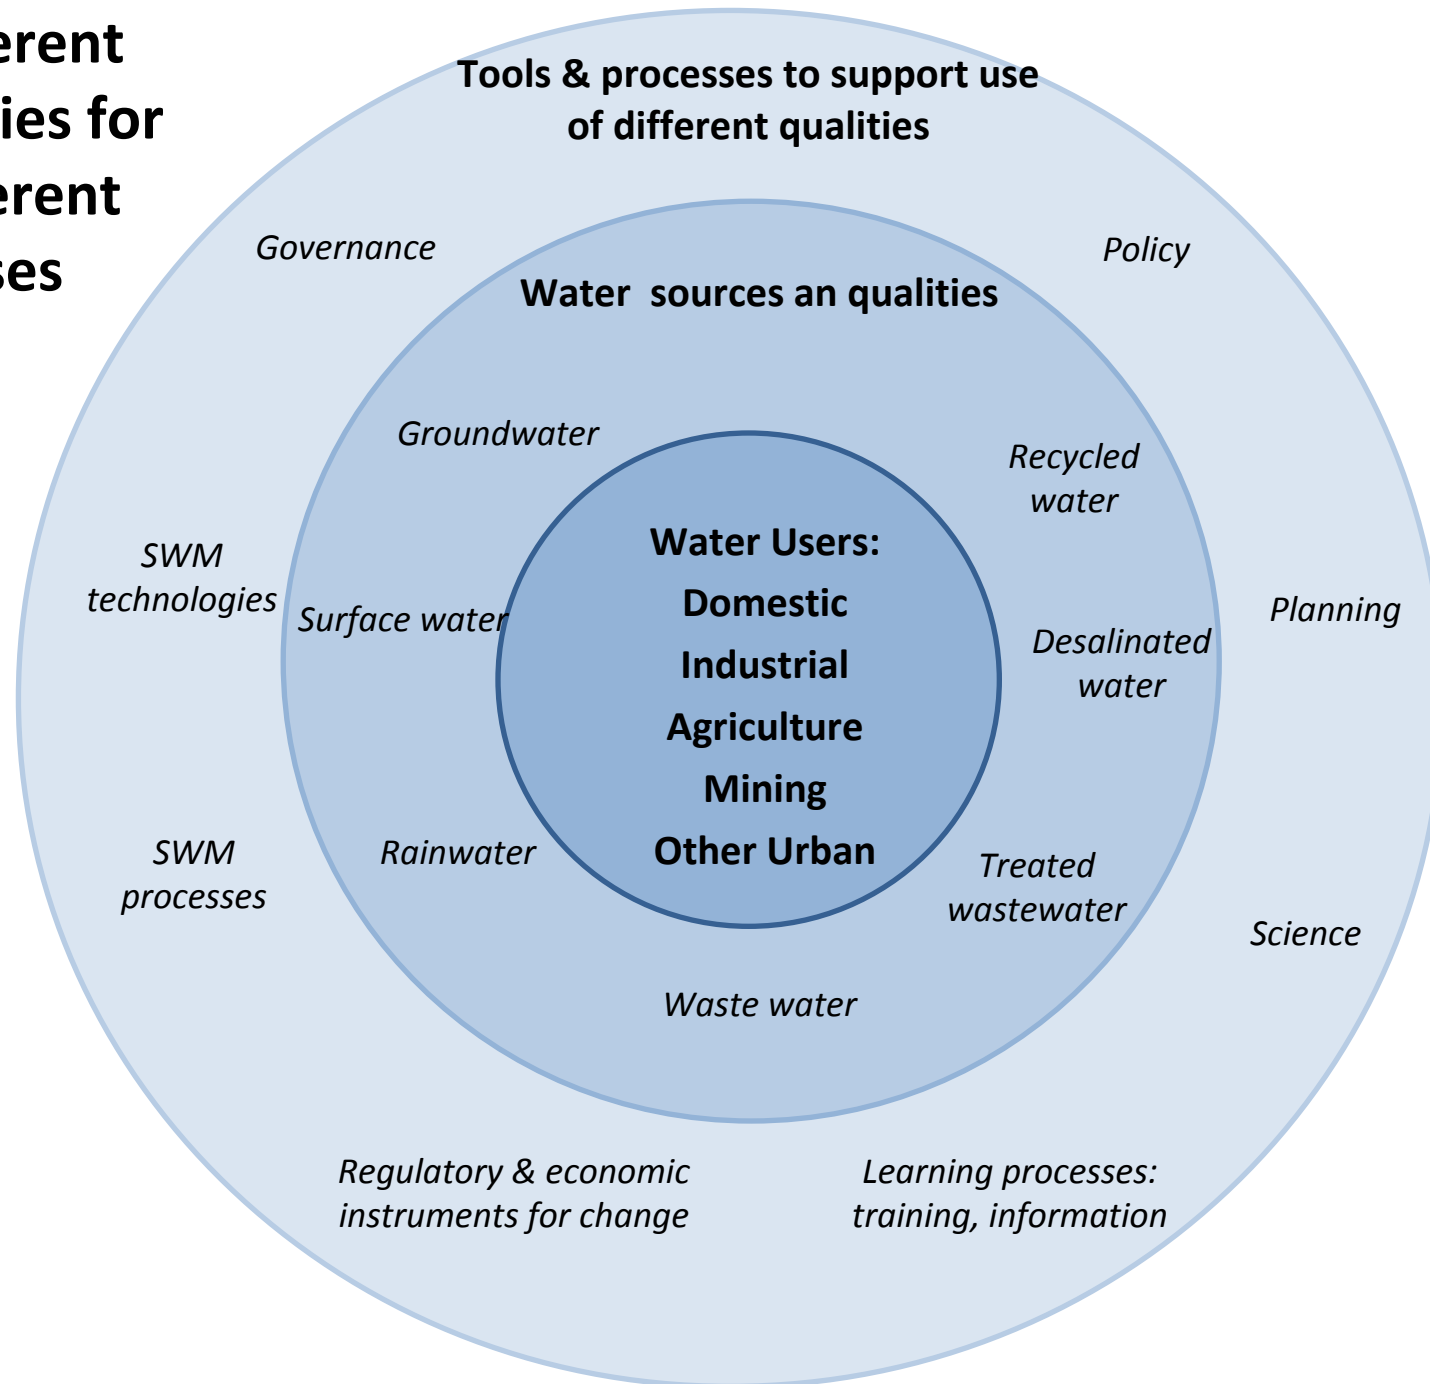 erent
ies for
erent
ses
Tools & processes to support use
of different qualities
Governance
Policy
Water sources an qualities
Groundwater
Recycled
water
SWM
technologies
Surface water
Water Users:
Domestic
Industrial
Agriculture
Mining
Other Urban
Desalinated
water
Planning
SWM
processes
Rainwater
Treated
wastewater
Science
Waste water
Regulatory & economic
instruments for change
Learning processes:
training, information